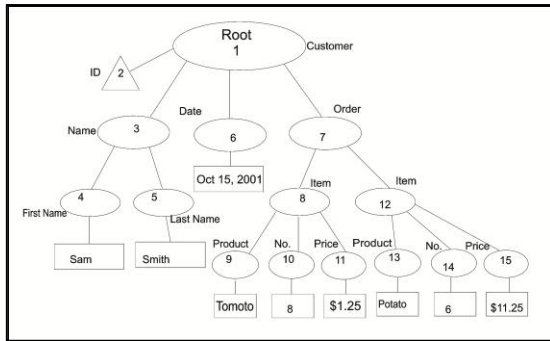 Root
1
Customer
ID
2
Date
Order
Name
3
6
7
Oct 15, 2001
Item
Item
4
5
8
12
First Name
Last Name
Product
No.
Price
Product
No.
Price
9
10
11
13
14
15
Sam
Smith
Tomoto
8
$1.25
Potato
6
$11.25